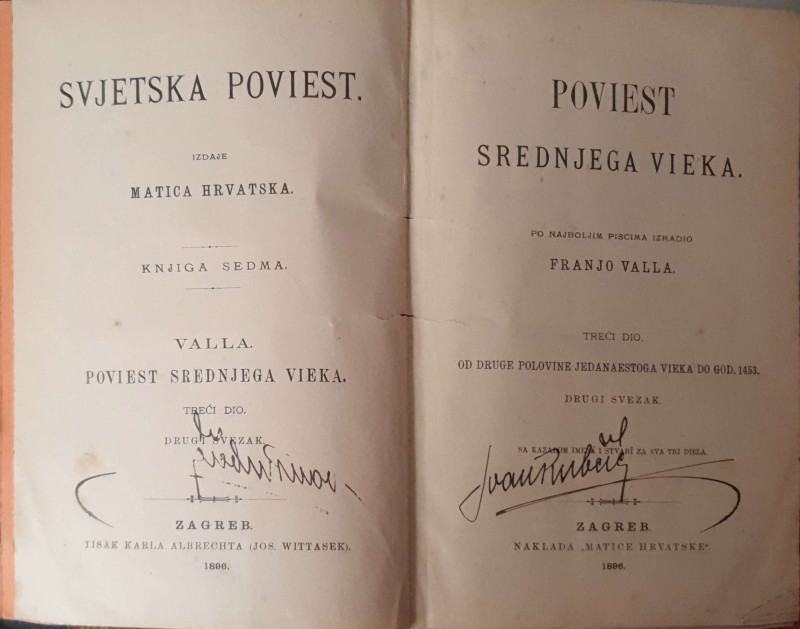 SVJETSKA POVIEST.
IZDAJE
MATICA HRVATSKA.
KNJIGA SEDMA.
VALLA.
POVIEST SREDNJEGA VIEKA.
TREĆI DIO.
DRUGI SVEZAK.
ZAGREB.
TISAK KARLA ALBRECHTA (JOS. WITTASEK).
1896.
POVIEST
SREDNJEGA VIEKA.
PO NAJBOLJIM PISCIMA IZRADIO
FRANJO VALLA.
TREĆI DIO.
OD DRUGE POLOVINE JEDANAESTOGA VIEKA DO GOD. 1453.
DRUGI SVEZAK.
SA KAZALOM IMENA I STVARI ZA SVA TRI DIELA.
Ivan
ZAGREB.
NAKLADA „MATICE HRVATSKE“.
1896.